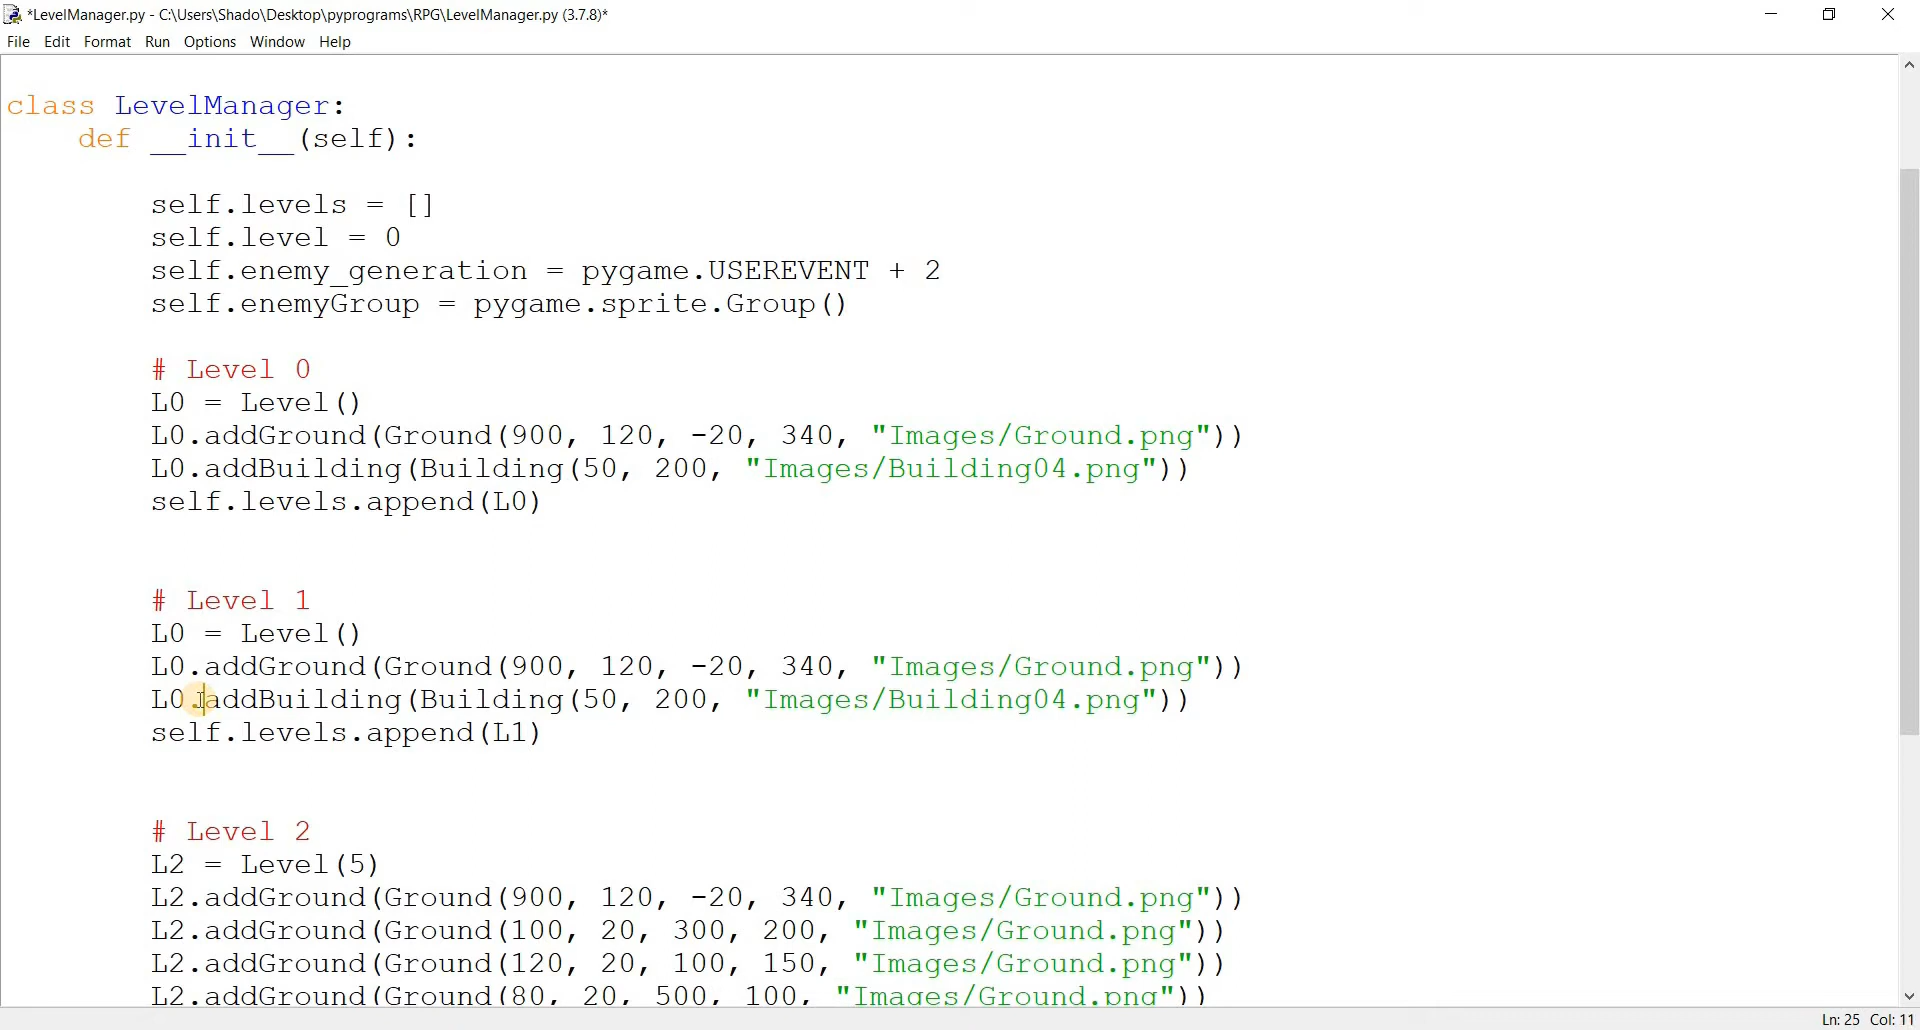 *LevelManager.py - C:\Users\Shado\Desktop\pyprograms\RPG\LevelManager.py (3.7.8)*
File Edit Format Run Options Window Help
class LevelManager:
    def __init__(self):
        self.levels = []
        self.level = 0
        self.enemy_generation = pygame.USEREVENT + 2
        self.enemyGroup = pygame.sprite.Group()
        # Level 0
        L0 = Level()
        L0.addGround(Ground(900, 120, -20, 340, "Images/Ground.png"))
        L0.addBuilding(Building(50, 200, "Images/Building04.png"))
        self.levels.append(L0)
        # Level 1
        L0 = Level()
        L0.addGround(Ground(900, 120, -20, 340, "Images/Ground.png"))
        L0.addBuilding(Building(50, 200, "Images/Building04.png"))
        self.levels.append(L1)
        # Level 2
        L2 = Level(5)
        L2.addGround(Ground(900, 120, -20, 340, "Images/Ground.png"))
        L2.addGround(Ground(100, 20, 300, 200, "Images/Ground.png"))
        L2.addGround(Ground(120, 20, 100, 150, "Images/Ground.png"))
        L2.addGround(Ground(80, 20, 500, 100, "Images/Ground.png"))
Ln: 25 Col: 11